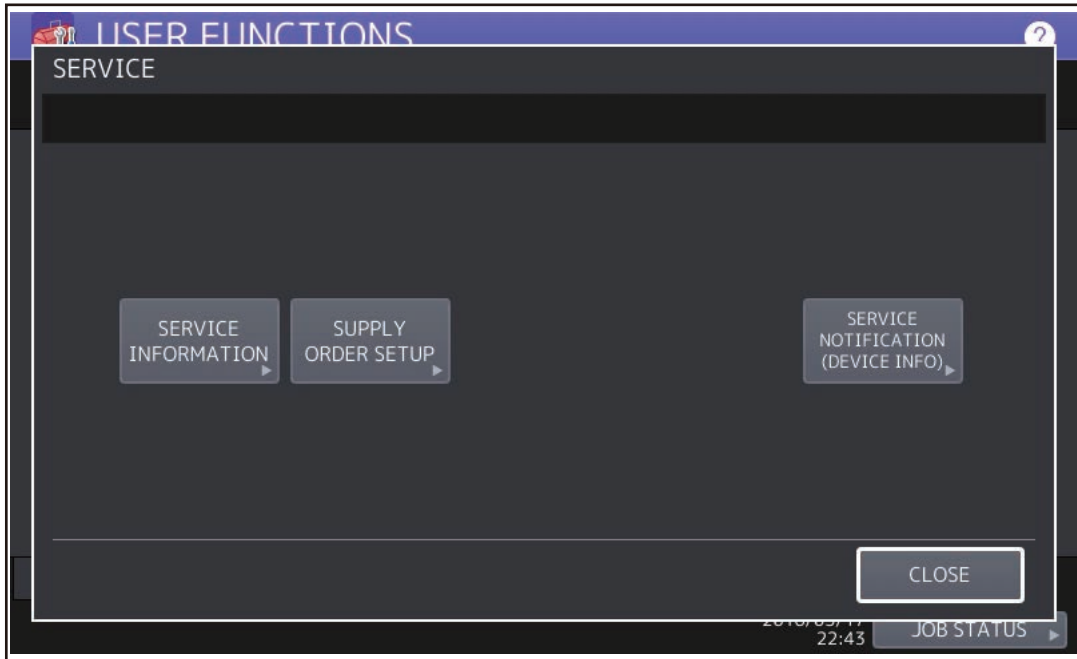 USER FUNCTIONS
?
SERVICE
SERVICE
INFORMATION
SUPPLY
ORDER SETUP
SERVICE
NOTIFICATION
(DEVICE INFO)
CLOSE
22:43
JOB STATUS